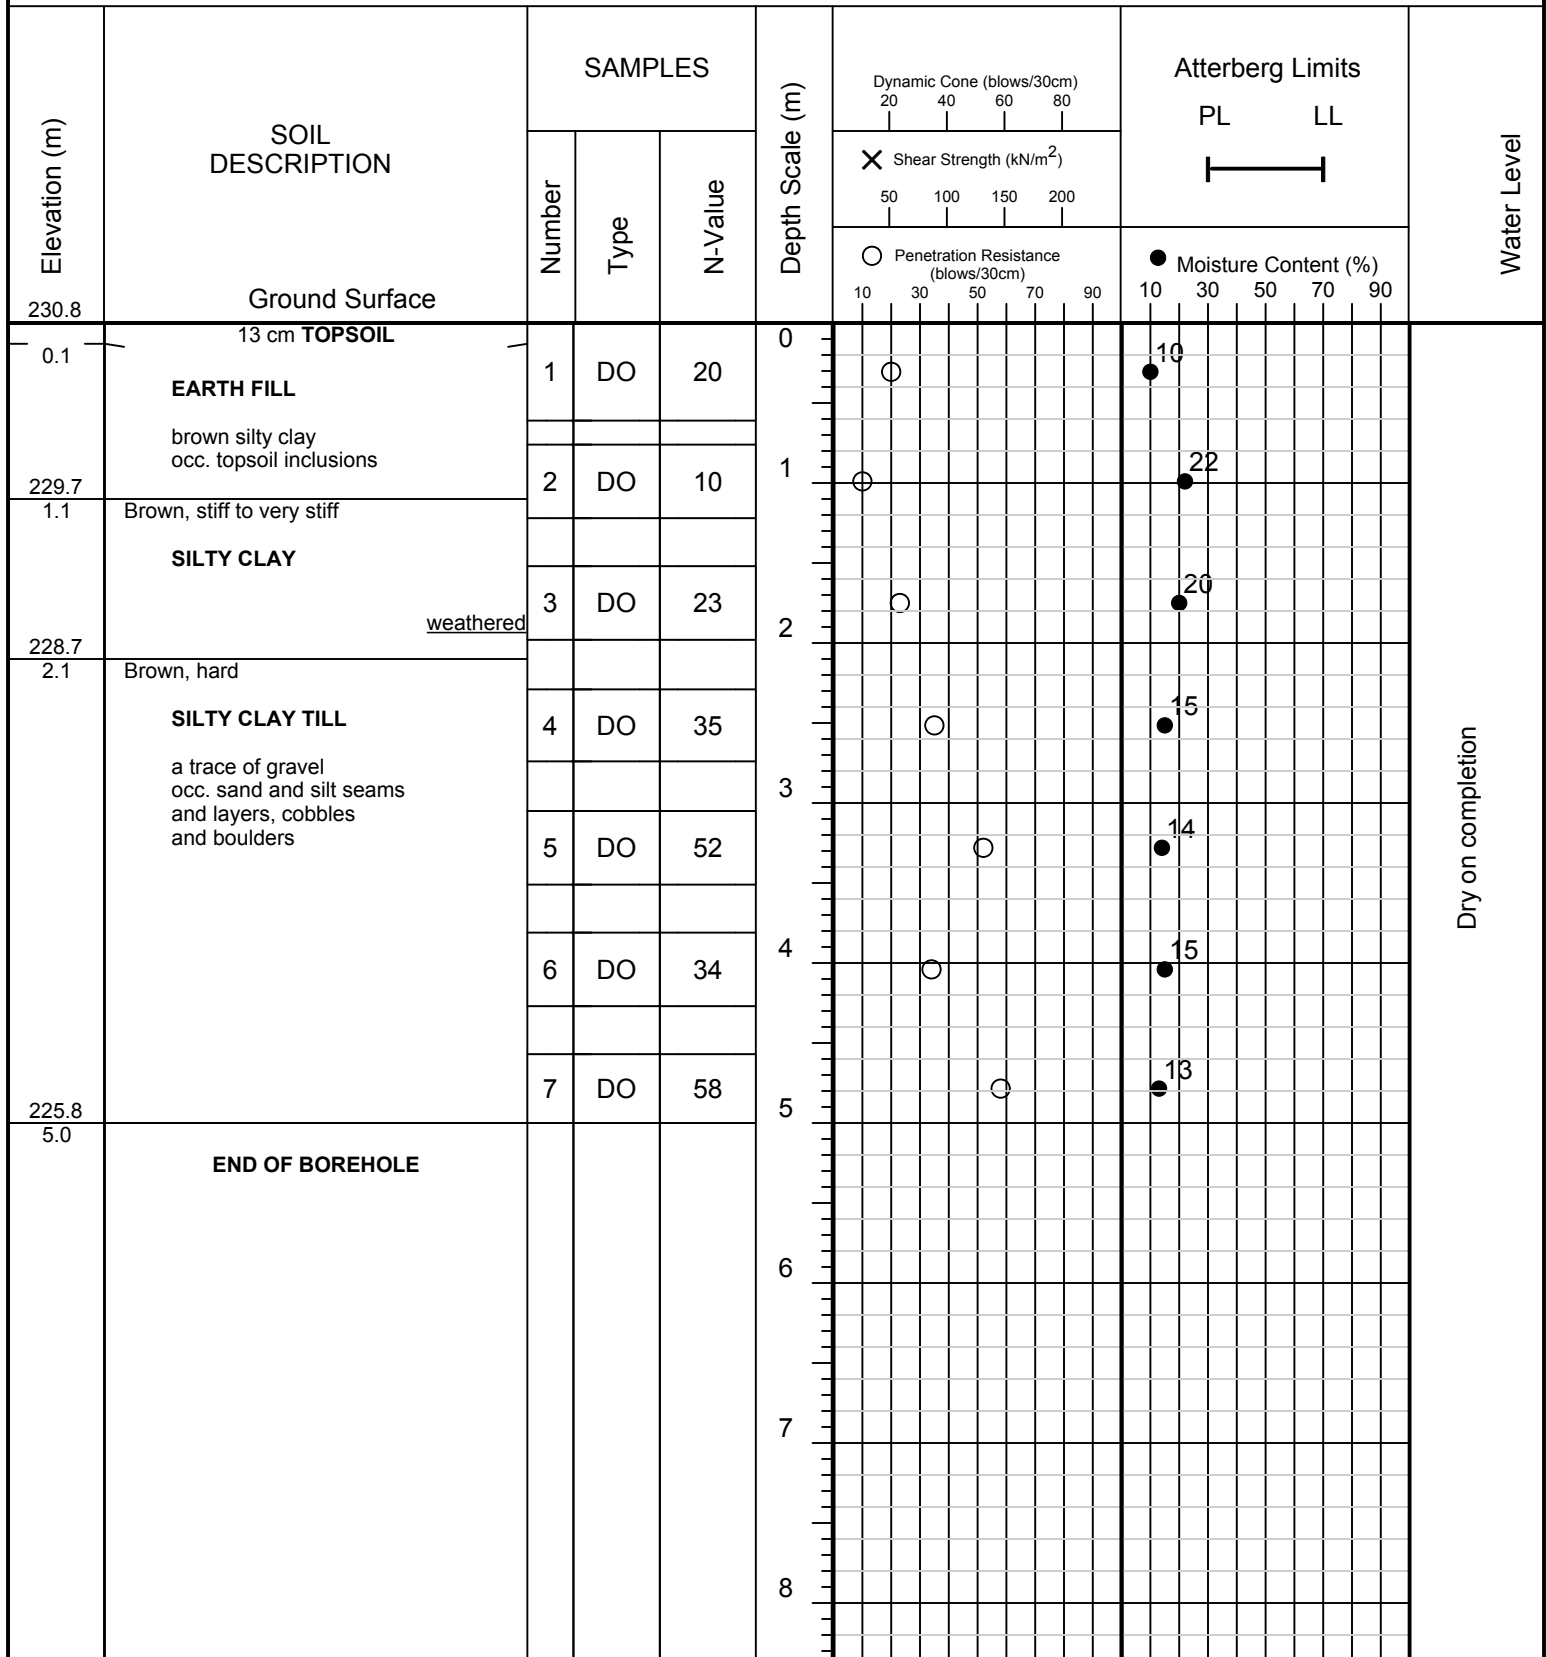 Elevation (m)
SOIL
DESCRIPTION
Ground Surface
230.8
SAMPLES
Number
Type
N-Value
Depth Scale (m)
Dynamic Cone (blows/30cm)
20 40 60 80
Shear Strength (kN/m2)
50 100 150 200
Penetration Resistance
(blows/30cm)
10 30 50 70 90
Atterberg Limits
PL LL
Moisture Content (%)
10 30 50 70 90
Water Level
13 cm TOPSOIL
0.1
EARTH FILL
brown silty clay
occ. topsoil inclusions
229.7
1.1
Brown, stiff to very stiff
SILTY CLAY
weathered
228.7
2.1
Brown, hard
SILTY CLAY TILL
a trace of gravel
occ. sand and silt seams
and layers, cobbles
and boulders
225.8
5.0
END OF BOREHOLE
1 DO 20
2 DO 10
3 DO 23
4 DO 35
5 DO 52
6 DO 34
7 DO 58
0
1
2
3
4
5
6
7
8
10
22
20
15
14
15
13
Dry on completion